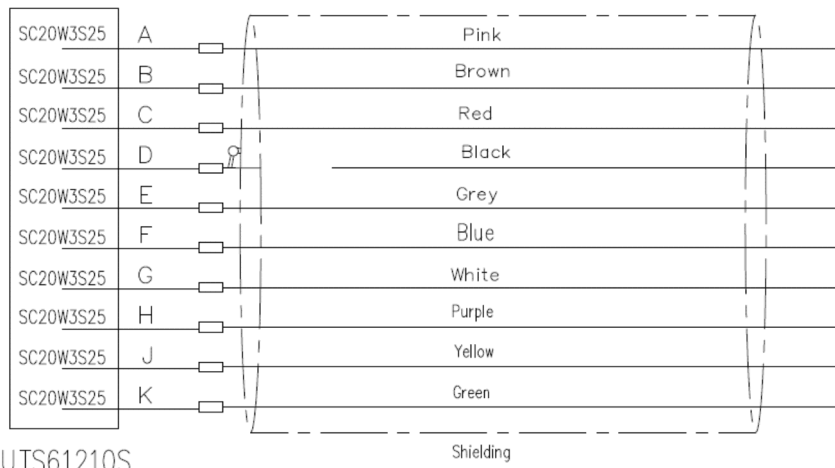 SC20W3S25 A Pink
SC20W3S25 B Brown
SC20W3S25 C Red
SC20W3S25 D Black
SC20W3S25 E Grey
SC20W3S25 F Blue
SC20W3S25 G White
SC20W3S25 H Purple
SC20W3S25 J Yellow
SC20W3S25 K Green
UTS61210S
Shielding